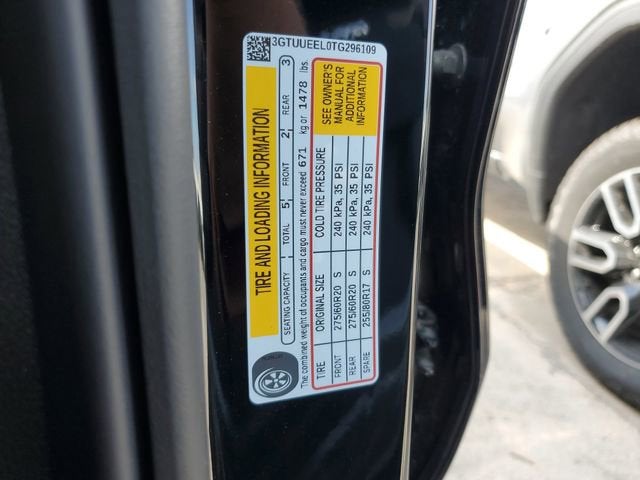 3GTUUEEL0TG296109
TIRE AND LOADING INFORMATION
SEATING CAPACITY TOTAL 5 FRONT 2 REAR 3
The combined weight of occupants and cargo must never exceed 671 kg or 1478 lbs.
TIRE ORIGINAL SIZE COLD TIRE PRESSURE
FRONT 275/60R20 S 240 kPa, 35 PSI
REAR 275/60R20 S 240 kPa, 35 PSI
SPARE 255/80R17 S 240 kPa, 35 PSI
SEE OWNER'S
MANUAL FOR
ADDITIONAL
INFORMATION